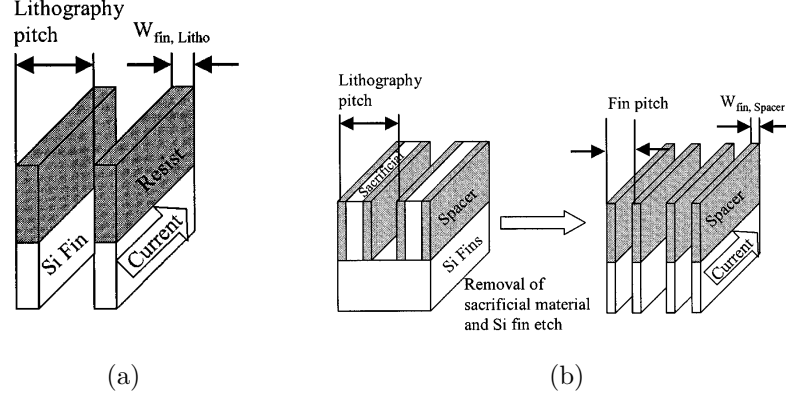 Lithography
pitch
W fin, Litho
Resist
Si Fin
Current
(a)
Lithography
pitch
Sacrificial
Spacer
Si Fins
Removal of
sacrificial material
and Si fin etch
Fin pitch
W fin, Spacer
Spacer
Current
(b)